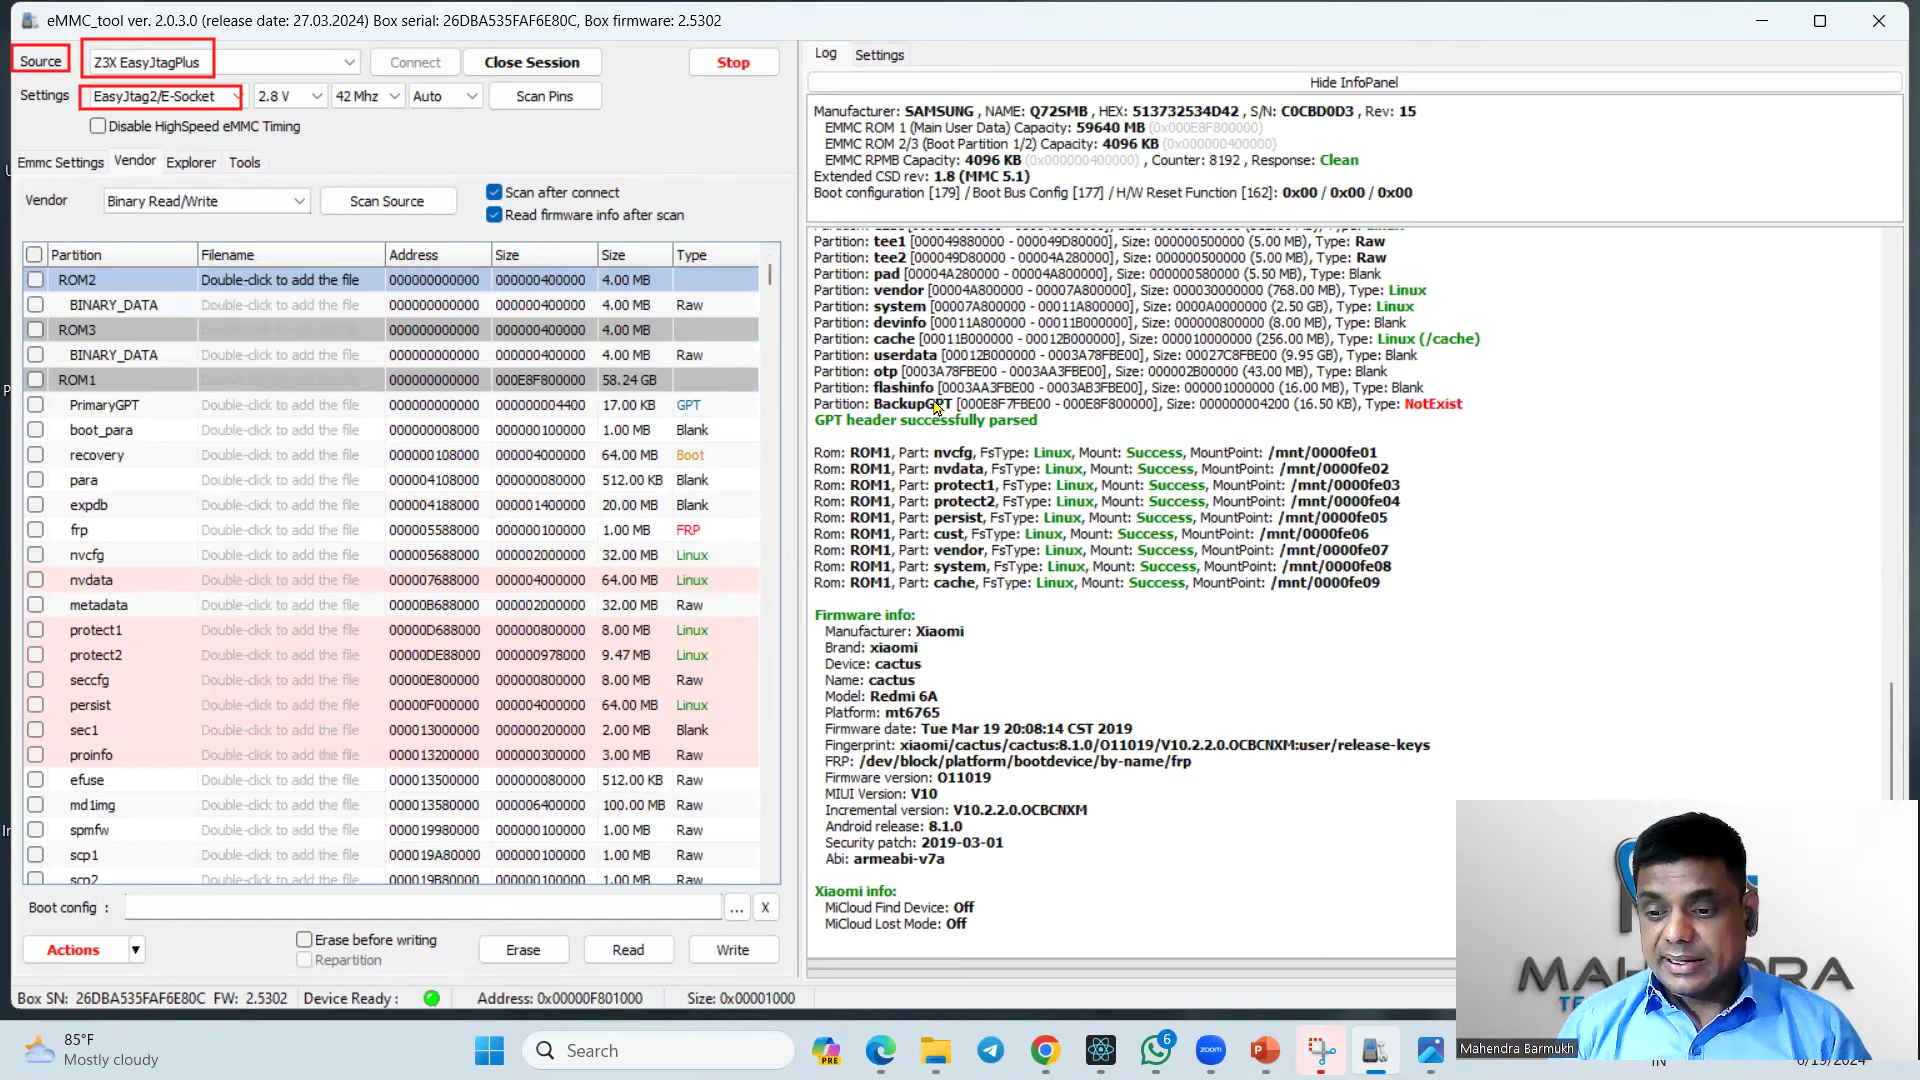 eMMC_tool ver. 2.0.3.0 (release date: 27.03.2024) Box serial: 26DBA535FAF6E80C, Box firmware: 2.5302
Source Z3X EasyJtagPlus Connect Close Session Stop
Settings EasyJtag2/E-Socket 2.8 V 42 Mhz Auto Scan Pins
Disable HighSpeed eMMC Timing
Emmc Settings Vendor Explorer Tools
Vendor Binary Read/Write Scan Source Scan after connect
Read firmware info after scan
Partition Filename Address Size Size Type
ROM2 Double-click to add the file 000000000000 000000400000 4.00 MB
BINARY_DATA Double-click to add the file 000000000000 000000400000 4.00 MB Raw
ROM3 000000000000 000000400000 4.00 MB
BINARY_DATA Double-click to add the file 000000000000 000000400000 4.00 MB Raw
ROM1 000000000000 000E8F800000 58.24 GB
PrimaryGPT Double-click to add the file 000000000000 000000004400 17.00 KB GPT
boot_para Double-click to add the file 000000008000 000000100000 1.00 MB Blank
recovery Double-click to add the file 000000108000 000004000000 64.00 MB Boot
para Double-click to add the file 000004108000 000000080000 512.00 KB Blank
expdb Double-click to add the file 000004188000 000001400000 20.00 MB Blank
frp Double-click to add the file 000005588000 000000100000 1.00 MB FRP
nvcfg Double-click to add the file 000005688000 000002000000 32.00 MB Linux
nvdata Double-click to add the file 000007688000 000004000000 64.00 MB Linux
metadata Double-click to add the file 00000B688000 000002000000 32.00 MB Raw
protect1 Double-click to add the file 00000D688000 000000800000 8.00 MB Linux
protect2 Double-click to add the file 00000DE88000 000000978000 9.47 MB Linux
seccfg Double-click to add the file 00000E800000 000000800000 8.00 MB Raw
persist Double-click to add the file 00000F000000 000004000000 64.00 MB Linux
sec1 Double-click to add the file 000013000000 000000200000 2.00 MB Blank
proinfo Double-click to add the file 000013200000 000000300000 3.00 MB Raw
efuse Double-click to add the file 000013500000 000000080000 512.00 KB Raw
md1img Double-click to add the file 000013580000 000006400000 100.00 MB Raw
spmfw Double-click to add the file 000019980000 000000100000 1.00 MB Raw
scp1 Double-click to add the file 000019A80000 000000100000 1.00 MB Raw
scp2 Double-click to add the file 000019B80000 000000100000 1.00 MB Raw
Boot config : ... X
Actions Erase before writing Erase Read Write
Repartition
Box SN: 26DBA535FAF6E80C FW: 2.5302 Device Ready : Address: 0x00000F801000 Size: 0x00001000
Log Settings
Hide InfoPanel
Manufacturer: SAMSUNG , NAME: Q72SMB , HEX: 513732534D42 , S/N: C0CBD0D3 , Rev: 15
EMMC ROM 1 (Main User Data) Capacity: 59640 MB (0x000E8F800000)
EMMC ROM 2/3 (Boot Partition 1/2) Capacity: 4096 KB (0x000000400000)
EMMC RPMB Capacity: 4096 KB (0x000000400000) , Counter: 8192 , Response: Clean
Extended CSD rev: 1.8 (MMC 5.1)
Boot configuration [179] / Boot Bus Config [177] / H/W Reset Function [162]: 0x00 / 0x00 / 0x00
Partition: tee1 [000049880000 - 000049D80000], Size: 000000500000 (5.00 MB), Type: Raw
Partition: tee2 [000049D80000 - 00004A280000], Size: 000000500000 (5.00 MB), Type: Raw
Partition: pad [00004A280000 - 00004A800000], Size: 000000580000 (5.50 MB), Type: Blank
Partition: vendor [00004A800000 - 00007A800000], Size: 000030000000 (768.00 MB), Type: Linux
Partition: system [00007A800000 - 00011A800000], Size: 0000A0000000 (2.50 GB), Type: Linux
Partition: devinfo [00011A800000 - 00011B000000], Size: 000000800000 (8.00 MB), Type: Blank
Partition: cache [00011B000000 - 00012B000000], Size: 000010000000 (256.00 MB), Type: Linux (/cache)
Partition: userdata [00012B000000 - 0003A78FBE00], Size: 00027C8FBE00 (9.95 GB), Type: Blank
Partition: otp [0003A78FBE00 - 0003AA3FBE00], Size: 000002B00000 (43.00 MB), Type: Blank
Partition: flashinfo [0003AA3FBE00 - 0003AB3FBE00], Size: 000001000000 (16.00 MB), Type: Blank
Partition: BackupGPT [000E8F7FBE00 - 000E8F800000], Size: 000000004200 (16.50 KB), Type: NotExist
GPT header successfully parsed
Rom: ROM1, Part: nvcfg, FsType: Linux, Mount: Success, MountPoint: /mnt/0000fe01
Rom: ROM1, Part: nvdata, FsType: Linux, Mount: Success, MountPoint: /mnt/0000fe02
Rom: ROM1, Part: protect1, FsType: Linux, Mount: Success, MountPoint: /mnt/0000fe03
Rom: ROM1, Part: protect2, FsType: Linux, Mount: Success, MountPoint: /mnt/0000fe04
Rom: ROM1, Part: persist, FsType: Linux, Mount: Success, MountPoint: /mnt/0000fe05
Rom: ROM1, Part: cust, FsType: Linux, Mount: Success, MountPoint: /mnt/0000fe06
Rom: ROM1, Part: vendor, FsType: Linux, Mount: Success, MountPoint: /mnt/0000fe07
Rom: ROM1, Part: system, FsType: Linux, Mount: Success, MountPoint: /mnt/0000fe08
Rom: ROM1, Part: cache, FsType: Linux, Mount: Success, MountPoint: /mnt/0000fe09
Firmware info:
Manufacturer: Xiaomi
Brand: xiaomi
Device: cactus
Name: cactus
Model: Redmi 6A
Platform: mt6765
Firmware date: Tue Mar 19 20:08:14 CST 2019
Fingerprint: xiaomi/cactus/cactus:8.1.0/O11019/V10.2.2.0.OCBCNXM:user/release-keys
FRP: /dev/block/platform/bootdevice/by-name/frp
Firmware version: O11019
MIUI Version: V10
Incremental version: V10.2.2.0.OCBCNXM
Android release: 8.1.0
Security patch: 2019-03-01
Abi: armeabi-v7a
Xiaomi info:
MiCloud Find Device: Off
MiCloud Lost Mode: Off
Mahendra Barmukh
85°F
Mostly cloudy
Search
PRE
6
zoom
IN
6/19/2024